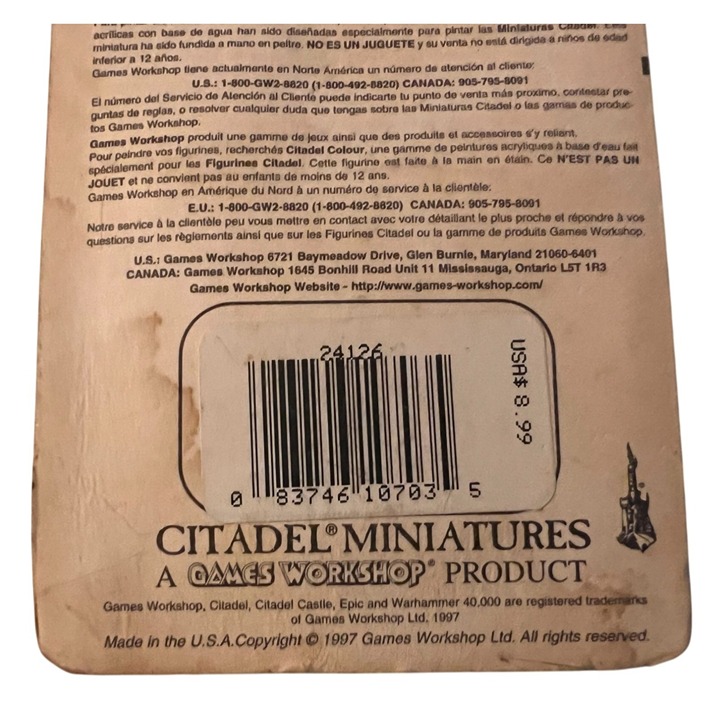 acrílicas con base de agua han sido diseñadas especialmente para pintar las Miniaturas
miniatura ha sido fundida a mano en peltre. NO ES UN JUGUETE y su venta no está dirigida a niños de edad
inferior a 12 años.
Games Workshop tiene actualmente en Norte América un número de atención al cliente:
U.S.: 1-800-GW2-8820 (1-800-492-8820) CANADA: 905-795-8091
El número del Servicio de Atención al Cliente puede indicarte tu punto de venta más proximo, contestar pre-
guntas de reglas, o resolver cualquier duda que tengas sobre las Miniaturas Citadel o las gamas de produc-
tos Games Workshop.
Games Workshop produit une gamme de jeux ainsi que des produits et accessoires s'y relient.
Pour peindre vos figurines, recherchés Citadel Colour, une gamme de peintures acryliques à base d'eau fait
spécialement pour les Figurines Citadel. Cette figurine est faite à la main en étain. Ce N'EST PAS UN
JOUET et ne convient pas au enfants de moins de 12 ans.
Games Workshop en Amérique du Nord à un numéro de service à la clientèle:
E.U.: 1-800-GW2-8820 (1-800-492-8820) CANADA: 905-795-8091
Notre service à la clientèle peu vous mettre en contact avec votre détaillant le plus proche et répondre à vos
questions sur les règlements ainsi que sur les Figurines Citadel ou la gamme de produits Games Workshop.
U.S.: Games Workshop 6721 Baymeadow Drive, Glen Burnie, Maryland 21060-6401
CANADA: Games Workshop 1645 Bonhill Road Unit 11 Mississauga, Ontario L5T 1R3
Games Workshop Website - http://www.games-workshop.com/
24126
USA$ 8.99
0 83746 10703 5
CITADEL® MINIATURES
A GAMES WORKSHOP® PRODUCT
Games Workshop, Citadel, Citadel Castle, Epic and Warhammer 40,000 are registered trademarks
of Games Workshop Ltd. 1997
Made in the U.S.A.Copyright © 1997 Games Workshop Ltd. All rights reserved.